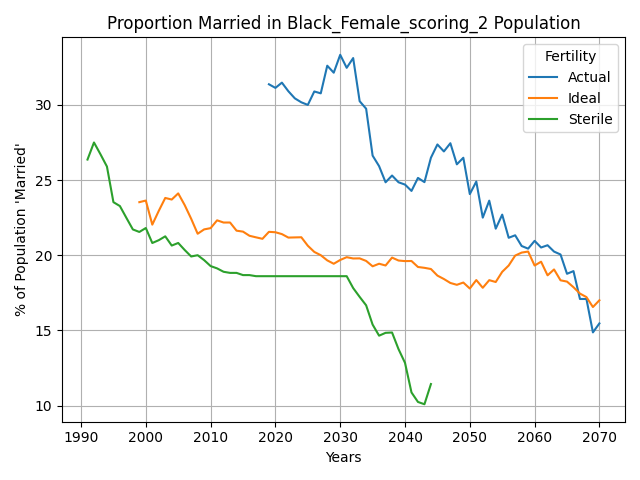 Proportion Married in Black_Female_scoring_2 Population
Fertility
Actual
Ideal
Sterile
% of Population 'Married'
30
25
20
15
10
1990
2000
2010
2020
2030
2040
2050
2060
2070
Years